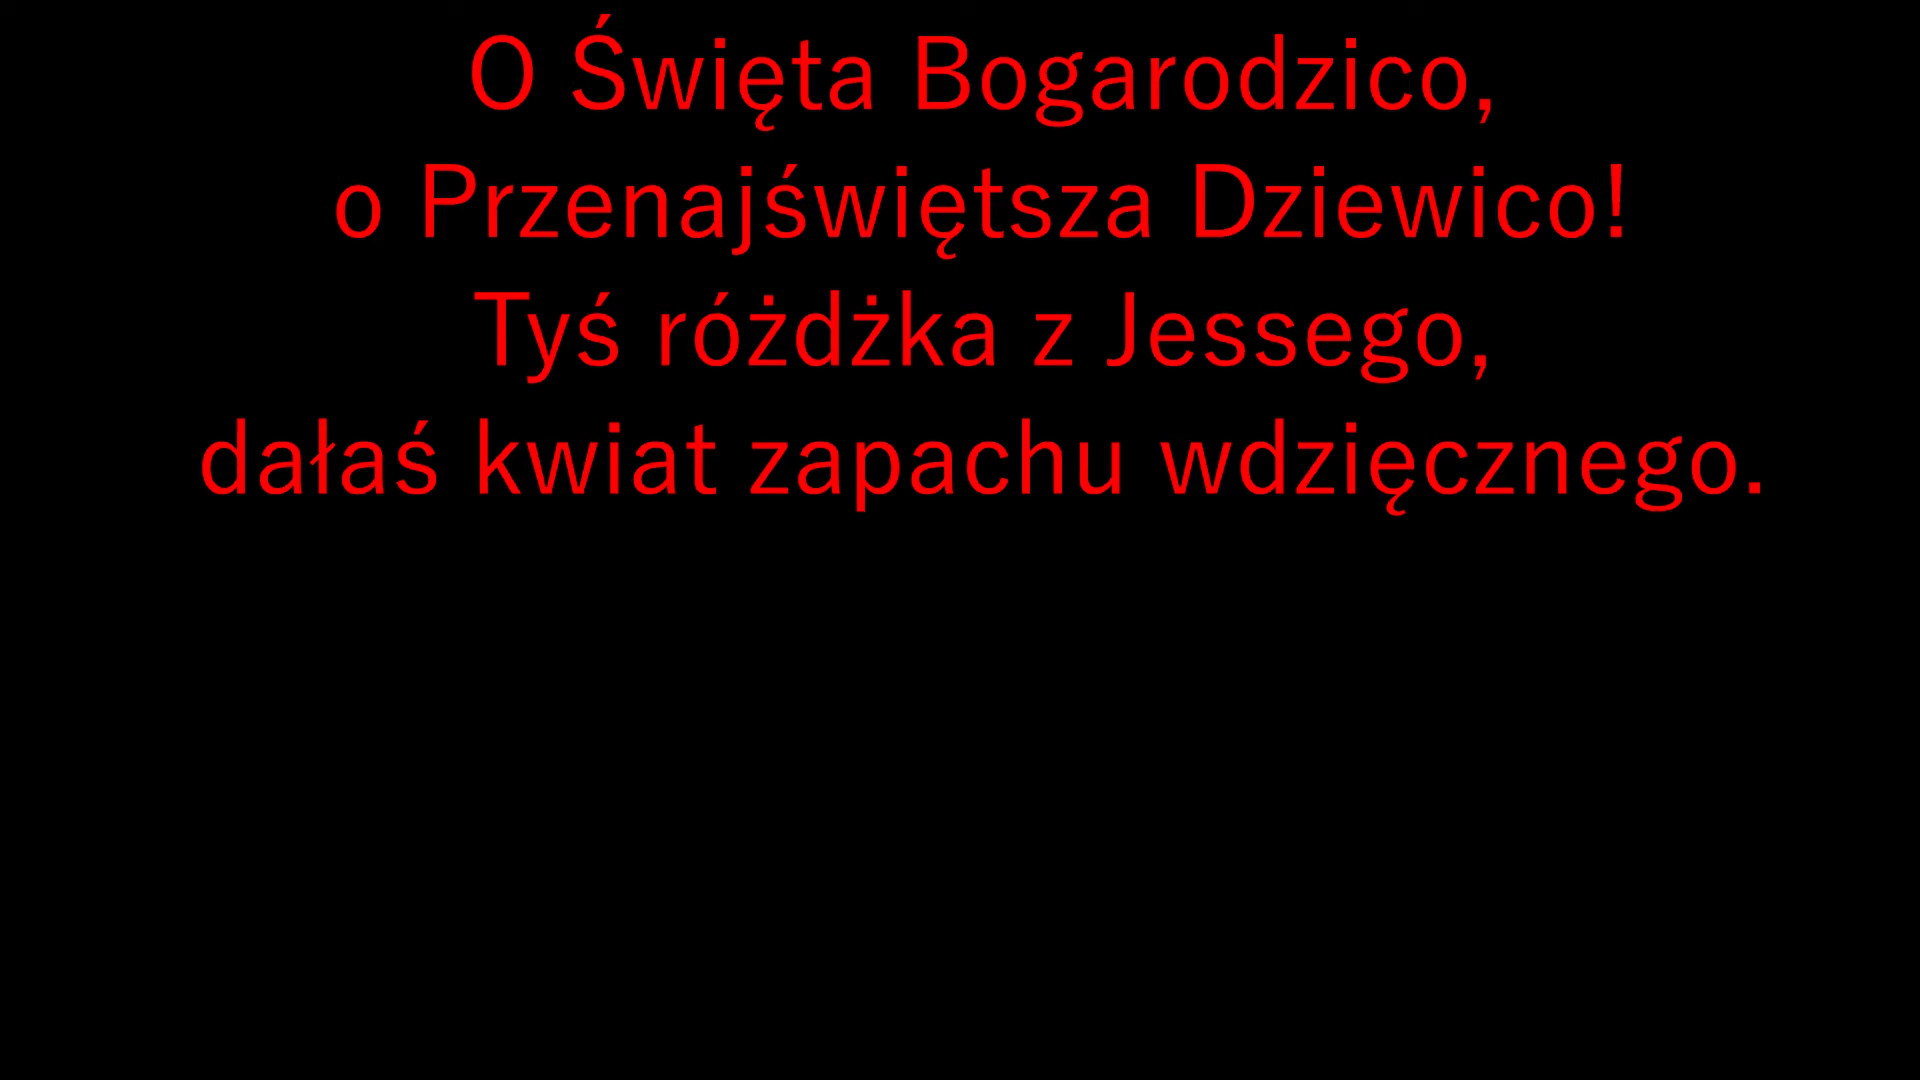 O Święta Bogarodzico,
o Przenajświętsza Dziewico!
Tyś różdżka z Jessego,
dałaś kwiat zapachu wdzięcznego.